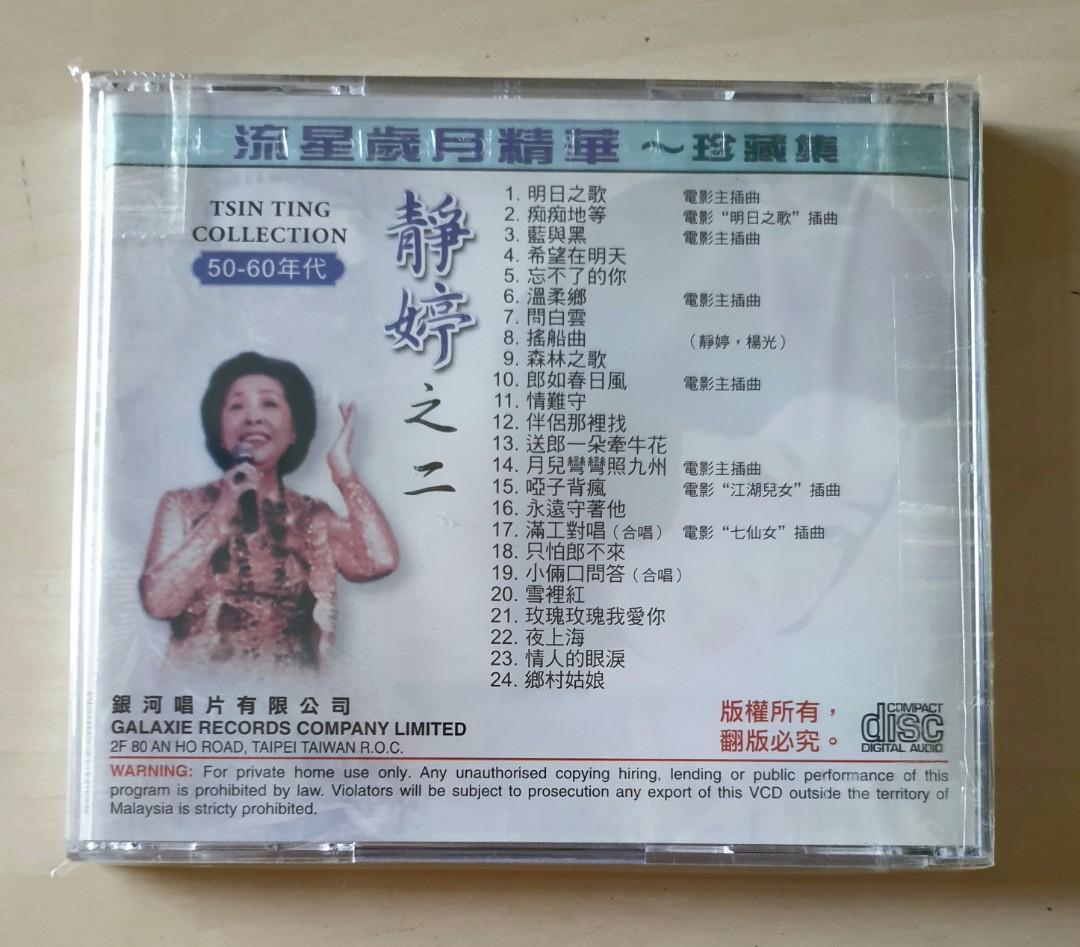 流星歲月精華～珍藏集
TSIN TING
COLLECTION
50-60年代
靜婷之二
1. 明日之歌 電影主插曲
2. 痴痴地等 電影“明日之歌”插曲
3. 藍與黑 電影主插曲
4. 希望在明天
5. 忘不了的你
6. 溫柔鄉 電影主插曲
7. 問白雲
8. 搖船曲 （靜婷，楊光）
9. 森林之歌
10. 郎如春日風 電影主插曲
11. 情難守
12. 伴侶那裡找
13. 送郎一朵牽牛花
14. 月兒彎彎照九州 電影主插曲
15. 啞子背瘋 電影“江湖兒女”插曲
16. 永遠守著他
17. 滿工對唱（合唱） 電影“七仙女”插曲
18. 只怕郎不來
19. 小倆口問答（合唱）
20. 雪裡紅
21. 玫瑰玫瑰我愛你
22. 夜上海
23. 情人的眼淚
24. 鄉村姑娘
銀河唱片有限公司
GALAXIE RECORDS COMPANY LIMITED
2F 80 AN HO ROAD, TAIPEI TAIWAN R.O.C.
版權所有，
翻版必究。
COMPACT
disc
DIGITAL AUDIO
WARNING: For private home use only. Any unauthorised copying hiring, lending or public performance of this
program is prohibited by law. Violators will be subject to prosecution any export of this VCD outside the territory of
Malaysia is stricty prohibited.